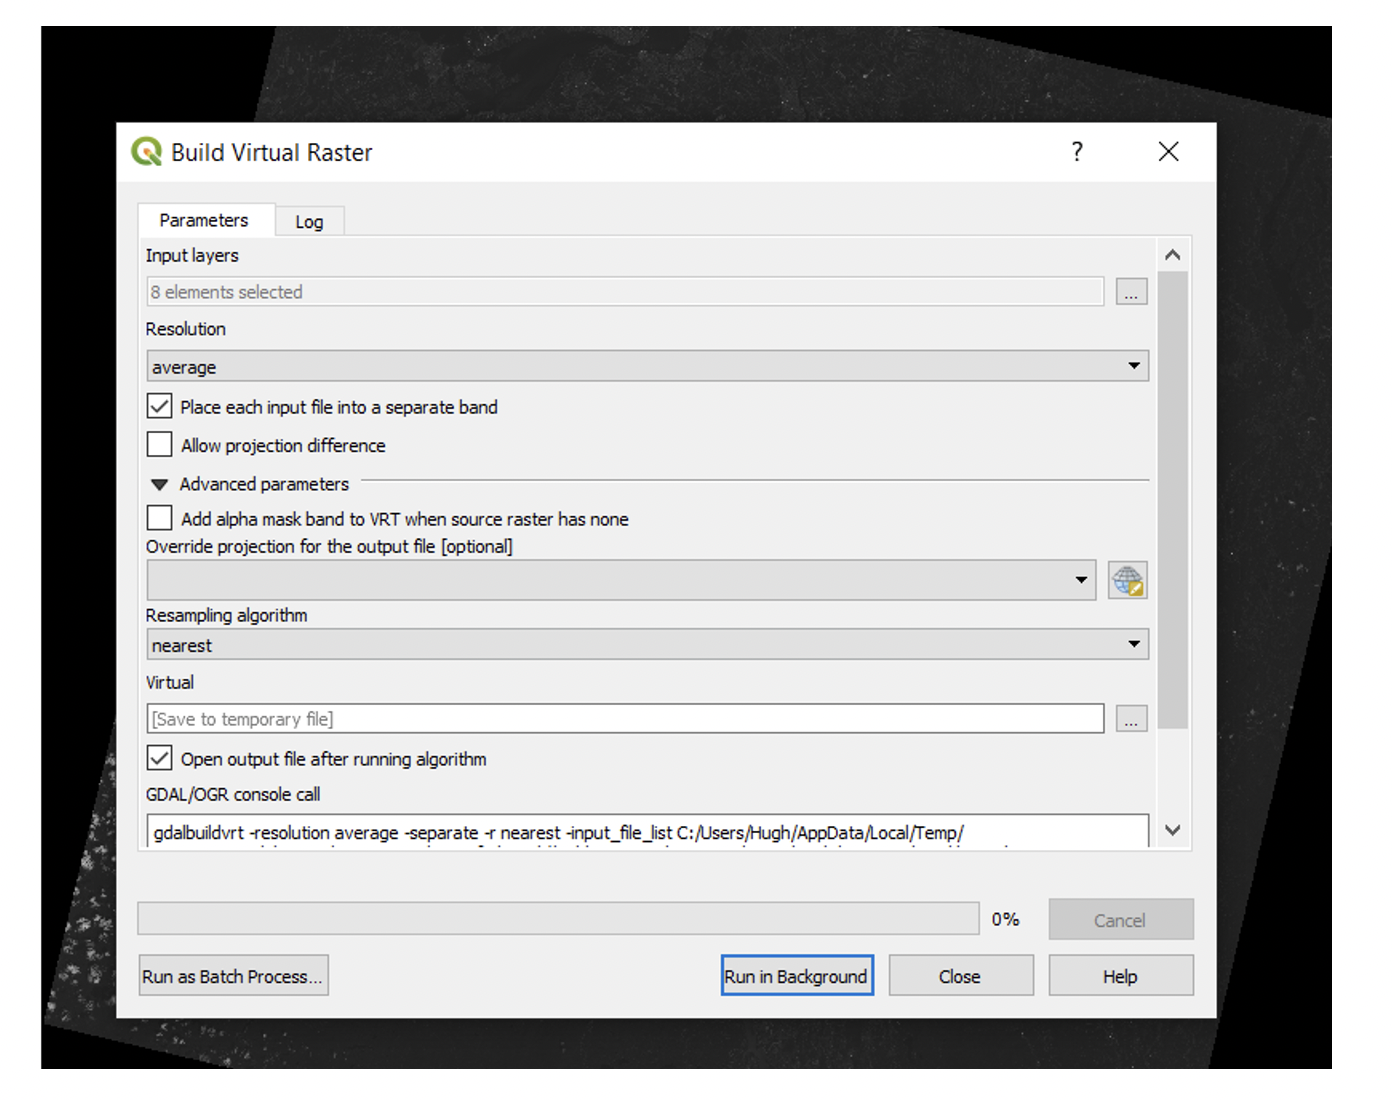 Build Virtual Raster
?
Parameters
Log
Input layers
8 elements selected
...
Resolution
average
Place each input file into a separate band
Allow projection difference
Advanced parameters
Add alpha mask band to VRT when source raster has none
Override projection for the output file [optional]
Resampling algorithm
nearest
Virtual
[Save to temporary file]
...
Open output file after running algorithm
GDAL/OGR console call
gdalbuildvrt -resolution average -separate -r nearest -input_file_list C:/Users/Hugh/AppData/Local/Temp/
0%
Cancel
Run as Batch Process...
Run in Background
Close
Help